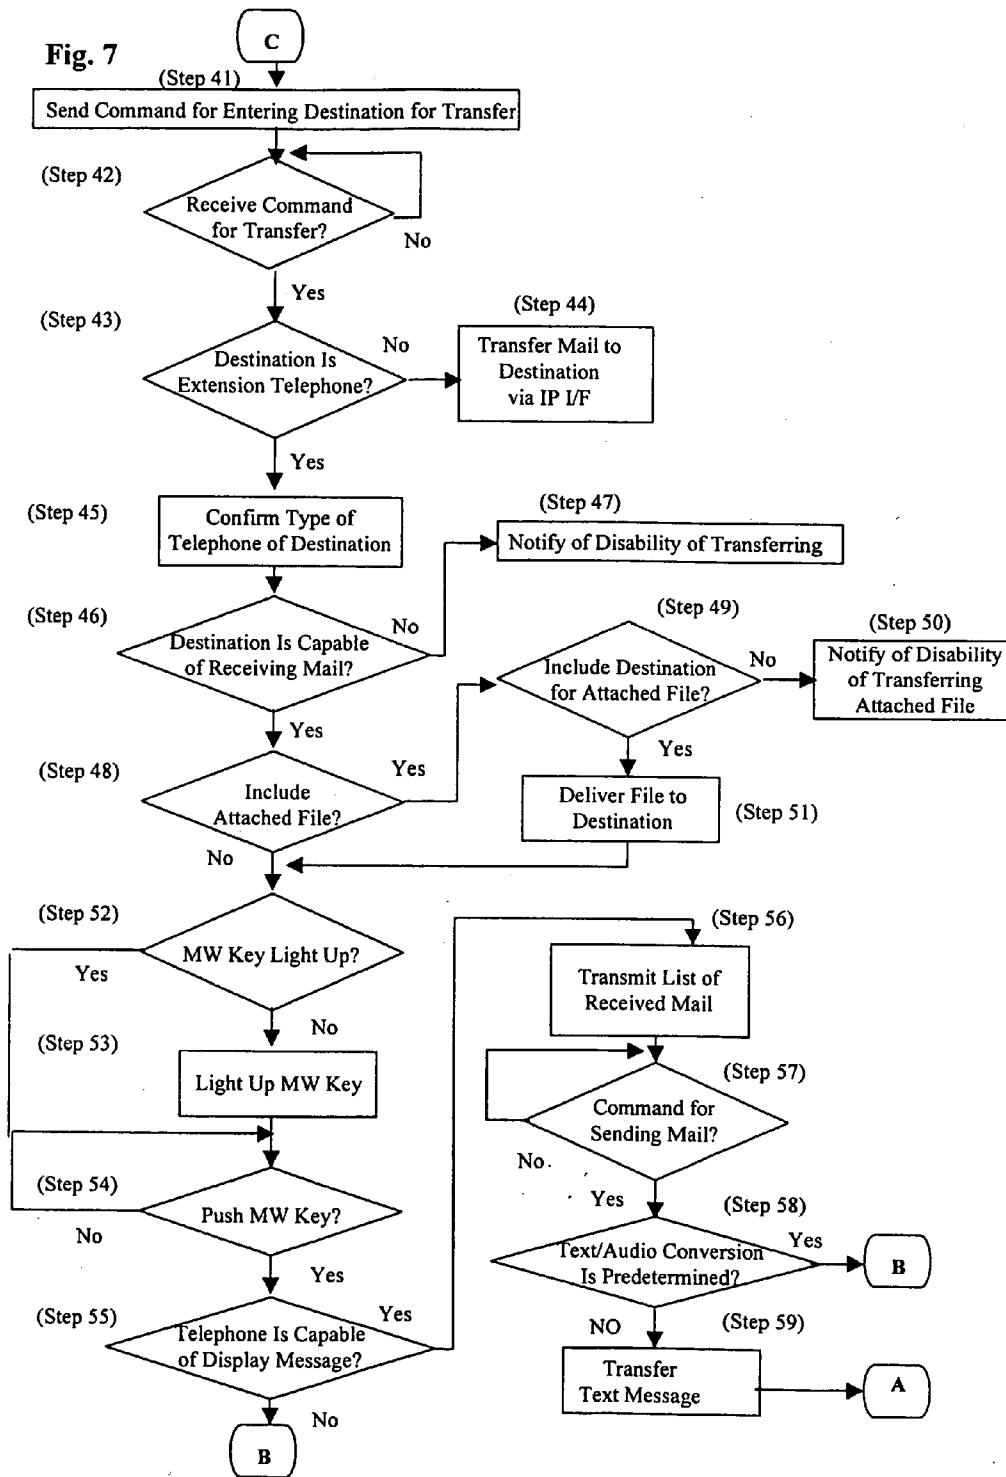 Fig. 7
C
(Step 41)
Send Command for Entering Destination for Transfer
(Step 42)
Receive Command
for Transfer?
No
Yes
(Step 43)
Destination Is
Extension Telephone?
No
(Step 44)
Transfer Mail to
Destination
via IP I/F
Yes
(Step 45)
Confirm Type of
Telephone of Destination
(Step 47)
Notify of Disability of Transferring
(Step 46)
Destination Is Capable
of Receiving Mail?
No
Yes
(Step 49)
Include Destination
for Attached File?
No
(Step 50)
Notify of Disability
of Transferring
Attached File
Yes
(Step 48)
Include
Attached File?
Yes
No
Deliver File to
Destination
(Step 51)
(Step 52)
MW Key Light Up?
Yes
No
(Step 53)
Light Up MW Key
(Step 54)
Push MW Key?
No
Yes
(Step 55)
Telephone Is Capable
of Display Message?
Yes
No
B
(Step 56)
Transmit List of
Received Mail
(Step 57)
Command for
Sending Mail?
No
Yes
(Step 58)
Text/Audio Conversion
Is Predetermined?
Yes
B
NO
(Step 59)
Transfer
Text Message
A